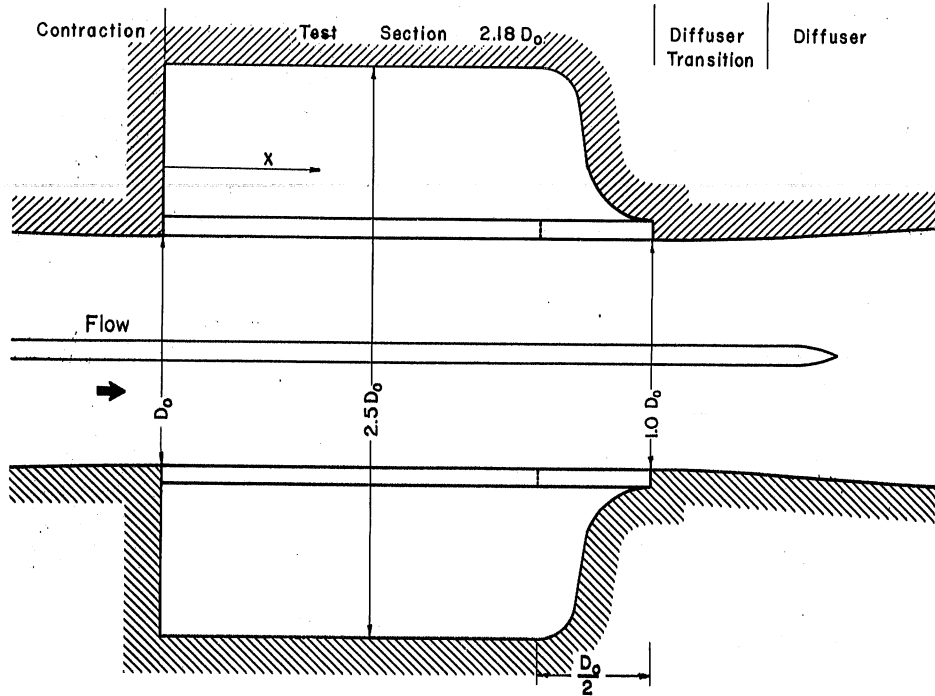 Contraction
Test Section 2.18 D₀
Diffuser
Transition
Diffuser
X
Flow
D₀
2.5 D₀
1.0 D₀
D₀
2